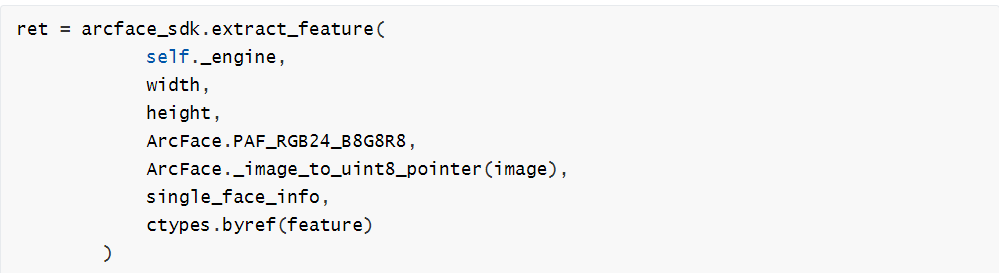 ret = arcface_sdk.extract_feature(
            self._engine,
            width,
            height,
            ArcFace.PAF_RGB24_B8G8R8,
            ArcFace._image_to_uint8_pointer(image),
            single_face_info,
            ctypes.byref(feature)
        )